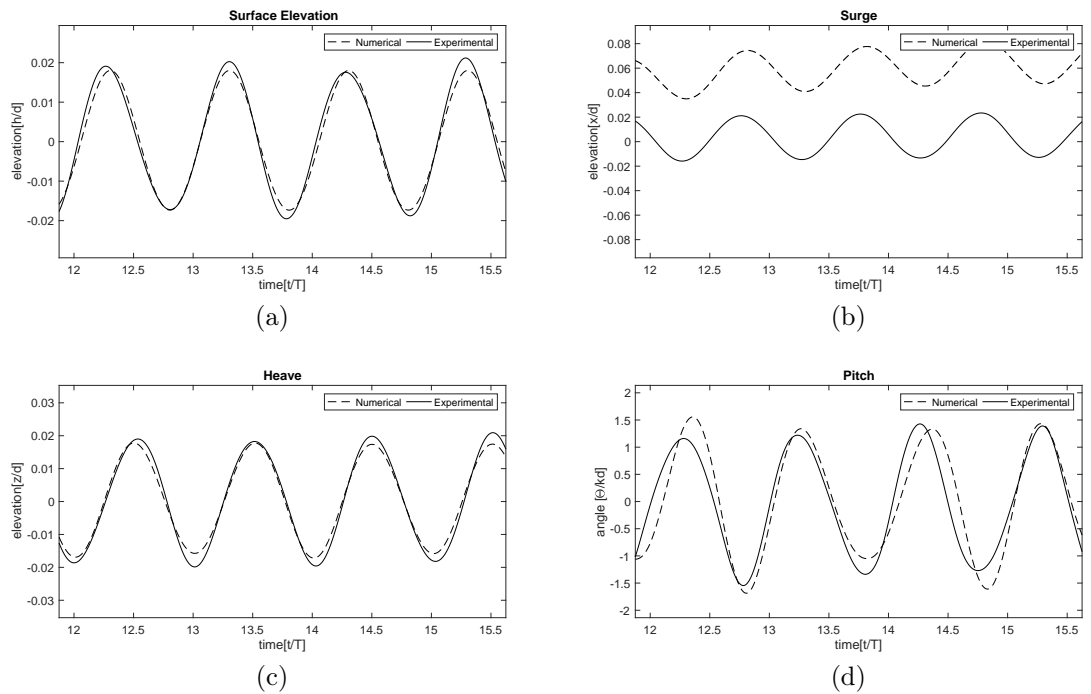 Surface Elevation
Numerical
Experimental
0.02
0.01
0
-0.01
-0.02
elevation[h/d]
12 12.5 13 13.5 14 14.5 15 15.5
time[t/T]
(a)
Surge
Numerical
Experimental
0.08
0.06
0.04
0.02
0
-0.02
-0.04
-0.06
-0.08
elevation[x/d]
12 12.5 13 13.5 14 14.5 15 15.5
time[t/T]
(b)
Heave
Numerical
Experimental
0.03
0.02
0.01
0
-0.01
-0.02
-0.03
elevation[z/d]
12 12.5 13 13.5 14 14.5 15 15.5
time[t/T]
(c)
Pitch
Numerical
Experimental
2
1.5
1
0.5
0
-0.5
-1
-1.5
-2
angle [Θ/kd]
12 12.5 13 13.5 14 14.5 15 15.5
time[t/T]
(d)